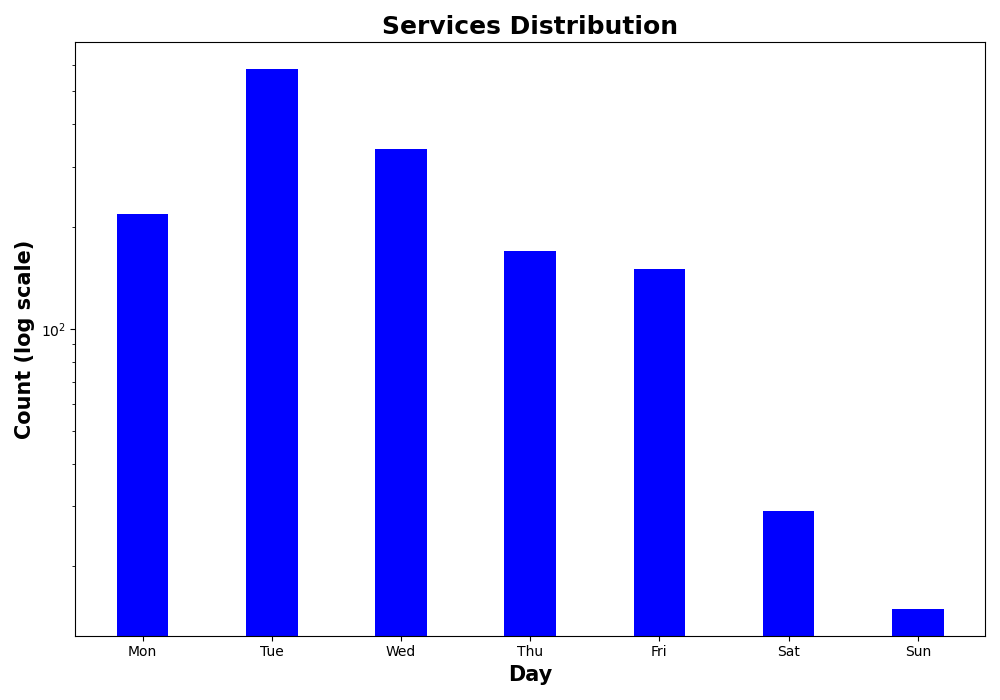 Services Distribution
Count (log scale)
10²
Mon Tue Wed Thu Fri Sat Sun
Day